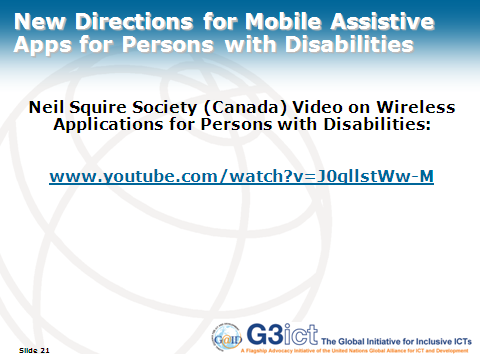 New Directions for Mobile Assistive
Apps for Persons with Disabilities
Neil Squire Society (Canada) Video on Wireless
Applications for Persons with Disabilities:
www.youtube.com/watch?v=J0qllstWw-M
Slide 21
G@ID G3ict The Global Initiative for Inclusive ICTs
A Flagship Advocacy Initiative of the United Nations Global Alliance for ICT and Development